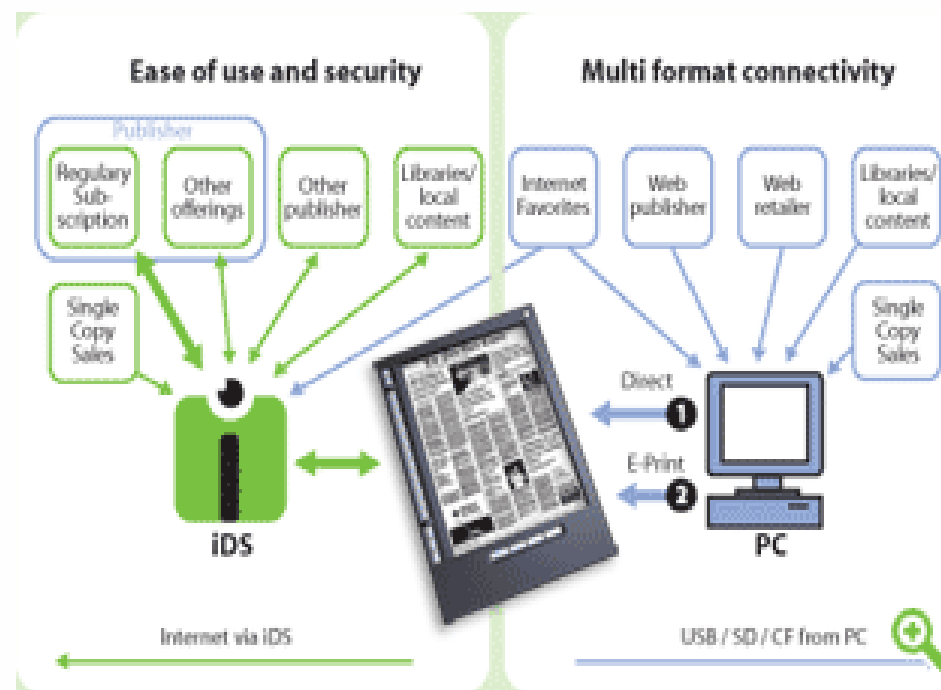 Ease of use and security
Multi format connectivity
Publisher
Regulary
Sub-
scription
Other
offerings
Other
publisher
Libraries/
local
content
Internet
Favorites
Web
publisher
Web
retailer
Libraries/
local
content
Single
Copy
Sales
Single
Copy
Sales
Direct
1
E-Print
2
iDS
PC
Internet via iDS
USB / SD / CF from PC